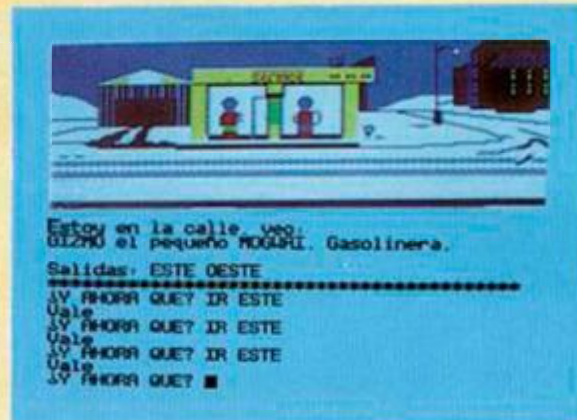 SERVICE
Estoy en la calle, veo:
GIZMO el pequeño MOGWAI. Gasolinera.
Salidas: ESTE OESTE
¿Y AHORA QUE? IR ESTE
Vale
¿Y AHORA QUE? IR ESTE
Vale
¿Y AHORA QUE? IR ESTE
Vale
¿Y AHORA QUE?